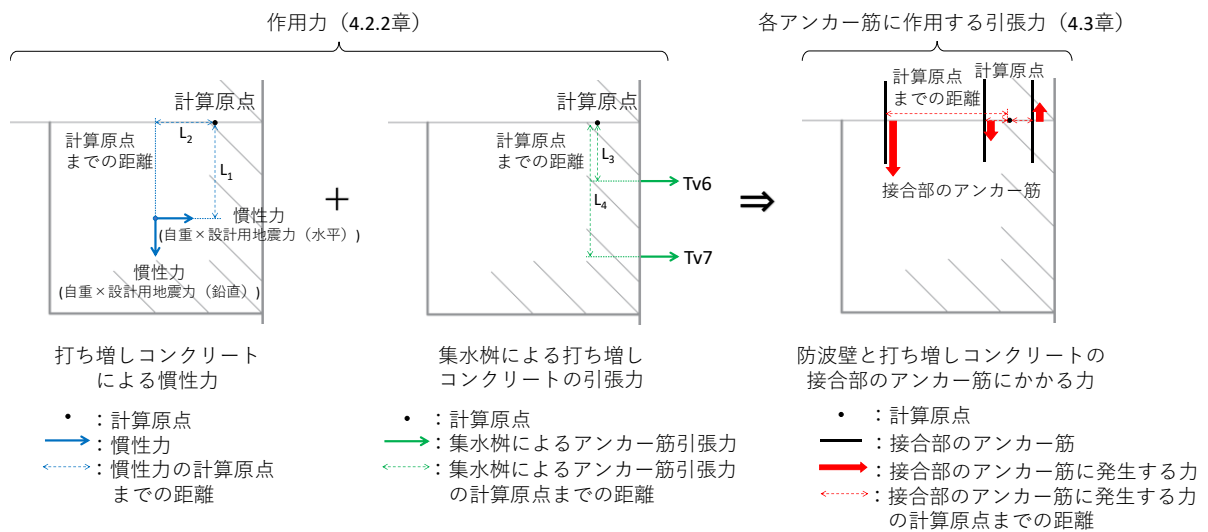 作用力（4.2.2章）
各アンカー筋に作用する引張力（4.3章）
計算原点
L2
計算原点
までの距離
L1
慣性力
(自重×設計用地震力（水平）)
慣性力
(自重×設計用地震力（鉛直）)
＋
計算原点
計算原点
までの距離
L3
Tv6
L4
Tv7
⇒
計算原点
までの距離
計算原点
接合部のアンカー筋
打ち増しコンクリート
による慣性力
集水桝による打ち増し
コンクリートの引張力
防波壁と打ち増しコンクリートの
接合部のアンカー筋にかかる力
：計算原点
：慣性力
：慣性力の計算原点
までの距離
：計算原点
：集水桝によるアンカー筋引張力
：集水桝によるアンカー筋引張力
の計算原点までの距離
：計算原点
：接合部のアンカー筋
：接合部のアンカー筋に発生する力
：接合部のアンカー筋に発生する力
の計算原点までの距離